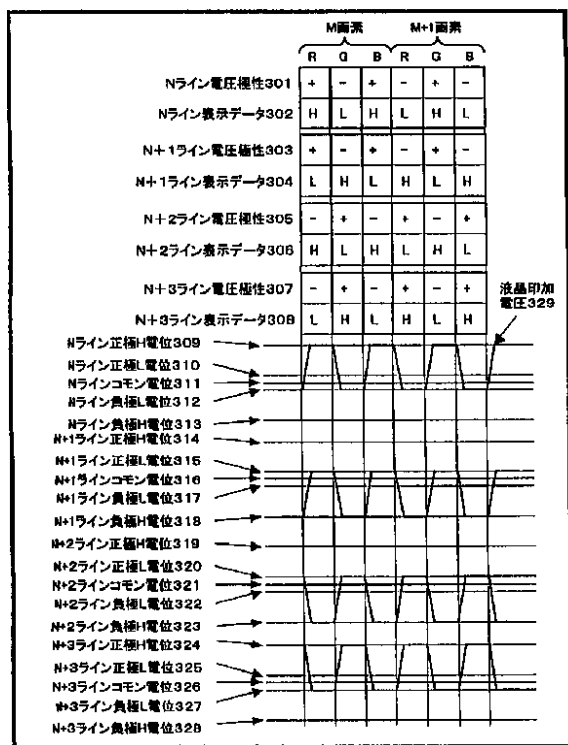 M画素 M+1画素
R G B R G B
Nライン電圧極性301 + - + - + -
Nライン表示データ302 H L H L H L
N+1ライン電圧極性303 + - + - + -
N+1ライン表示データ304 L H L H L H
N+2ライン電圧極性305 - + - + - +
N+2ライン表示データ306 H L H L H L
N+3ライン電圧極性307 - + - + - +
N+3ライン表示データ308 L H L H L H
液晶印加
電圧329
Nライン正極H電位309
Nライン正極L電位310
Nラインコモン電位311
Nライン負極L電位312
Nライン負極H電位313
N+1ライン正極H電位314
N+1ライン正極L電位315
N+1ラインコモン電位316
N+1ライン負極L電位317
N+1ライン負極H電位318
N+2ライン正極H電位319
N+2ライン正極L電位320
N+2ラインコモン電位321
N+2ライン負極L電位322
N+2ライン負極H電位323
N+3ライン正極H電位324
N+3ライン正極L電位325
N+3ラインコモン電位326
N+3ライン負極L電位327
N+3ライン負極H電位328